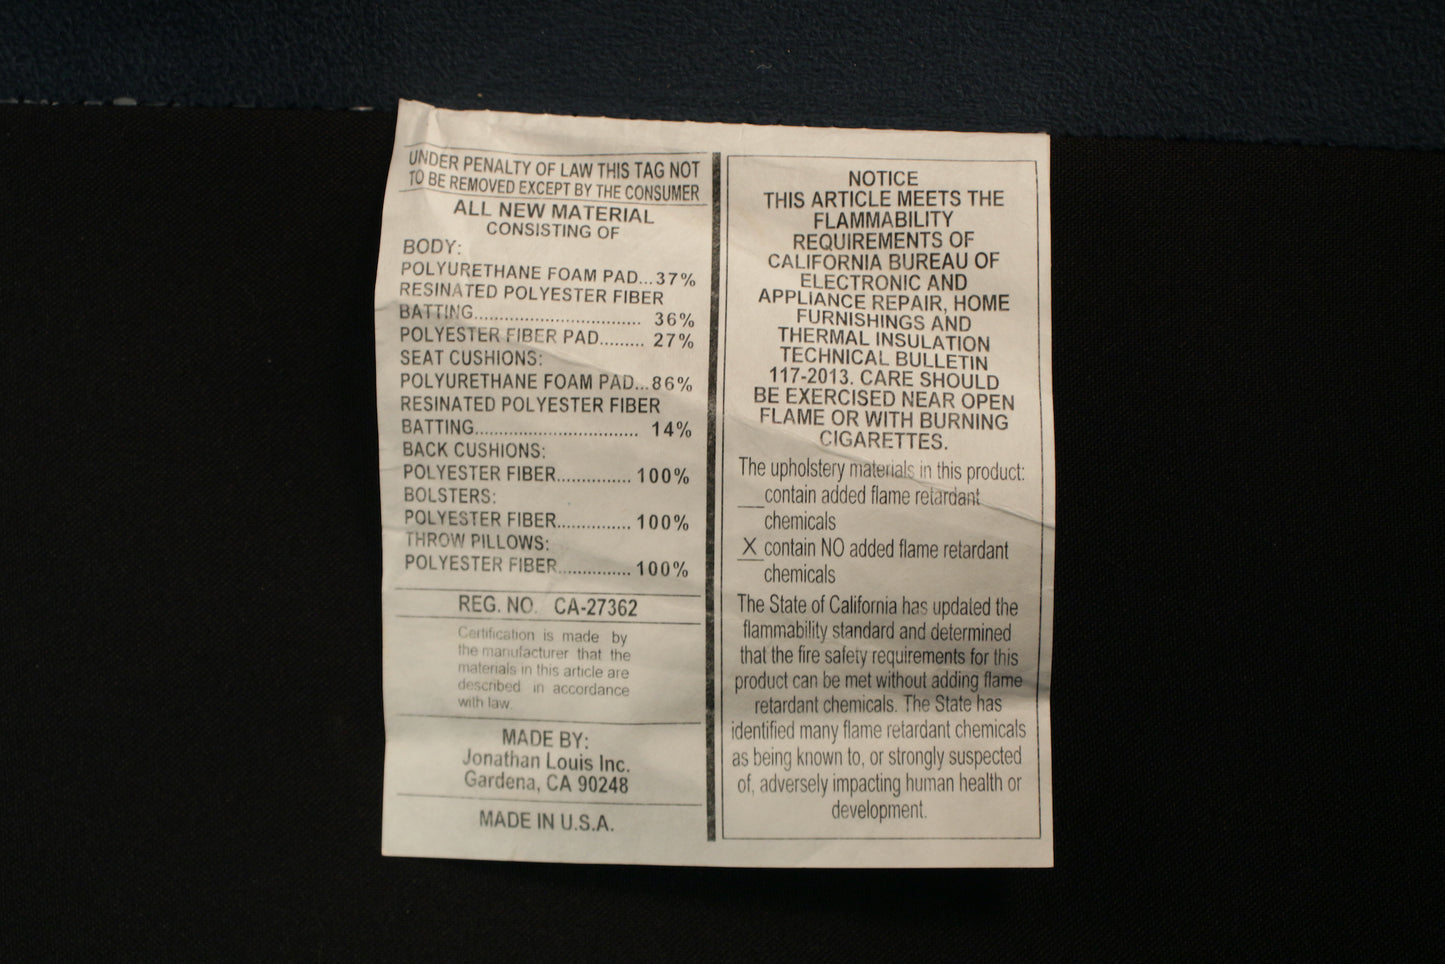 UNDER PENALTY OF LAW THIS TAG NOT
TO BE REMOVED EXCEPT BY THE CONSUMER
ALL NEW MATERIAL
CONSISTING OF
BODY:
POLYURETHANE FOAM PAD...37%
RESINATED POLYESTER FIBER
BATTING.............................. 36%
POLYESTER FIBER PAD........ 27%
SEAT CUSHIONS:
POLYURETHANE FOAM PAD...86%
RESINATED POLYESTER FIBER
BATTING.............................. 14%
BACK CUSHIONS:
POLYESTER FIBER............. 100%
BOLSTERS:
POLYESTER FIBER............. 100%
THROW PILLOWS:
POLYESTER FIBER............. 100%
REG. NO. CA-27362
Certification is made by
the manufacturer that the
materials in this article are
described in accordance
with law.
MADE BY:
Jonathan Louis Inc.
Gardena, CA 90248
MADE IN U.S.A.
NOTICE
THIS ARTICLE MEETS THE
FLAMMABILITY
REQUIREMENTS OF
CALIFORNIA BUREAU OF
ELECTRONIC AND
APPLIANCE REPAIR, HOME
FURNISHINGS AND
THERMAL INSULATION
TECHNICAL BULLETIN
117-2013. CARE SHOULD
BE EXERCISED NEAR OPEN
FLAME OR WITH BURNING
CIGARETTES.
The upholstery materials in this product:
__contain added flame retardant
chemicals
X contain NO added flame retardant
chemicals
The State of California has updated the
flammability standard and determined
that the fire safety requirements for this
product can be met without adding flame
retardant chemicals. The State has
identified many flame retardant chemicals
as being known to, or strongly suspected
of, adversely impacting human health or
development.